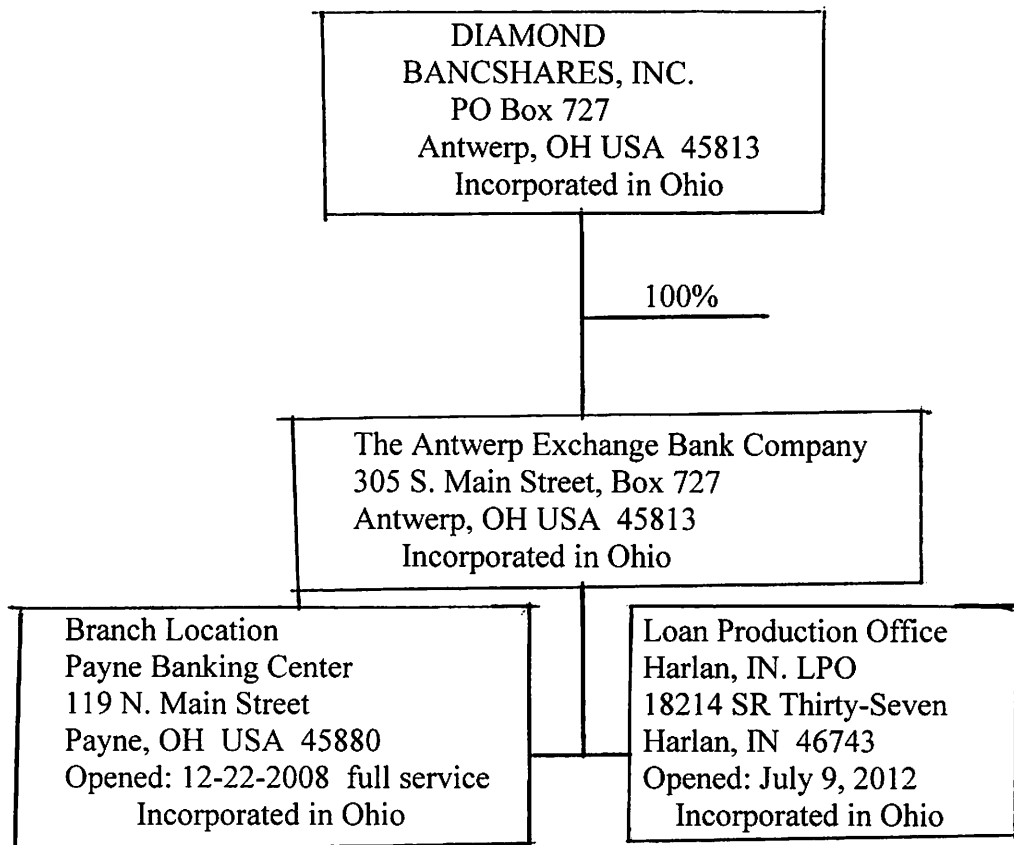 DIAMOND
BANCSHARES, INC.
PO Box 727
Antwerp, OH USA 45813
Incorporated in Ohio
100%
The Antwerp Exchange Bank Company
305 S. Main Street, Box 727
Antwerp, OH USA 45813
Incorporated in Ohio
Branch Location
Payne Banking Center
119 N. Main Street
Payne, OH USA 45880
Opened: 12-22-2008 full service
Incorporated in Ohio
Loan Production Office
Harlan, IN. LPO
18214 SR Thirty-Seven
Harlan, IN 46743
Opened: July 9, 2012
Incorporated in Ohio